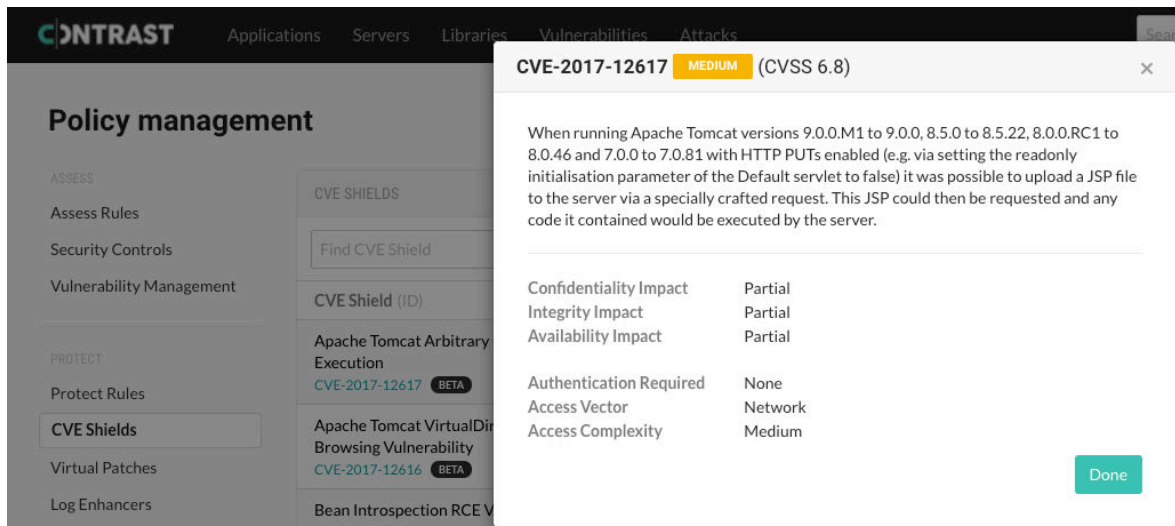 CONTRAST
Applications Servers Libraries Vulnerabilities Attacks
Policy management
ASSESS
Assess Rules
Security Controls
Vulnerability Management
PROTECT
Protect Rules
CVE Shields
Virtual Patches
Log Enhancers
CVE SHIELDS
Find CVE Shield
CVE Shield (ID)
Apache Tomcat Arbitrary
Execution
CVE-2017-12617 BETA
Apache Tomcat VirtualDir
Browsing Vulnerability
CVE-2017-12616 BETA
Bean Introspection RCE V
CVE-2017-12617 MEDIUM (CVSS 6.8) ×
When running Apache Tomcat versions 9.0.0.M1 to 9.0.0, 8.5.0 to 8.5.22, 8.0.0.RC1 to
8.0.46 and 7.0.0 to 7.0.81 with HTTP PUTs enabled (e.g. via setting the readonly
initialisation parameter of the Default servlet to false) it was possible to upload a JSP file
to the server via a specially crafted request. This JSP could then be requested and any
code it contained would be executed by the server.
Confidentiality Impact Partial
Integrity Impact Partial
Availability Impact Partial
Authentication Required None
Access Vector Network
Access Complexity Medium
Done